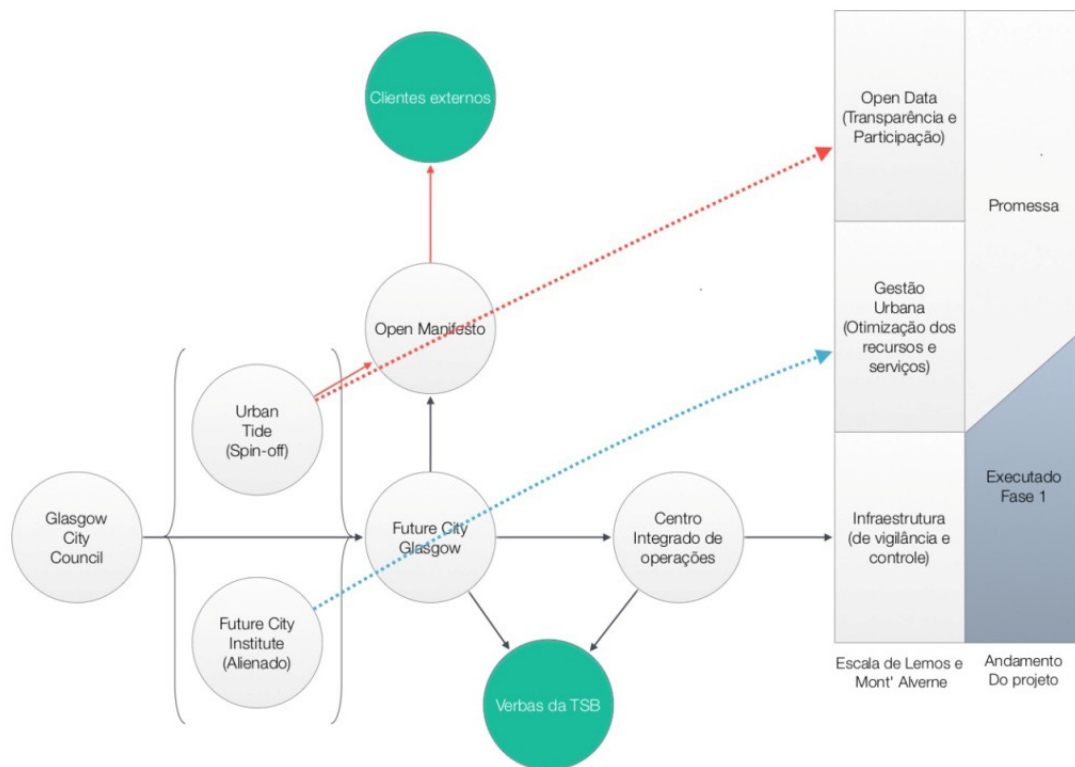 Clientes externos
Open Manifesto
Urban
Tide
(Spin-off)
Glasgow
City
Council
Future City
Glasgow
Centro
Integrado de
operações
Future City
Institute
(Alienado)
Verbas da TSB
Open Data
(Transparência e
Participação)
Promessa
Gestão
Urbana
(Otimização dos
recursos e
serviços)
Executado
Fase 1
Infraestrutura
(de vigilância e
controle)
Escala de Lemos e
Mont' Alverne
Andamento
Do projeto